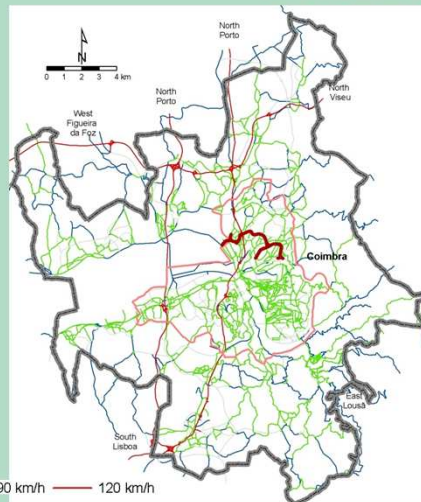 North
Porto
0 1 2 4 km
North
Porto
North
Viseu
West
Figueira
da Foz
Coimbra
East
Lousã
South
Lisboa
90 km/h 120 km/h